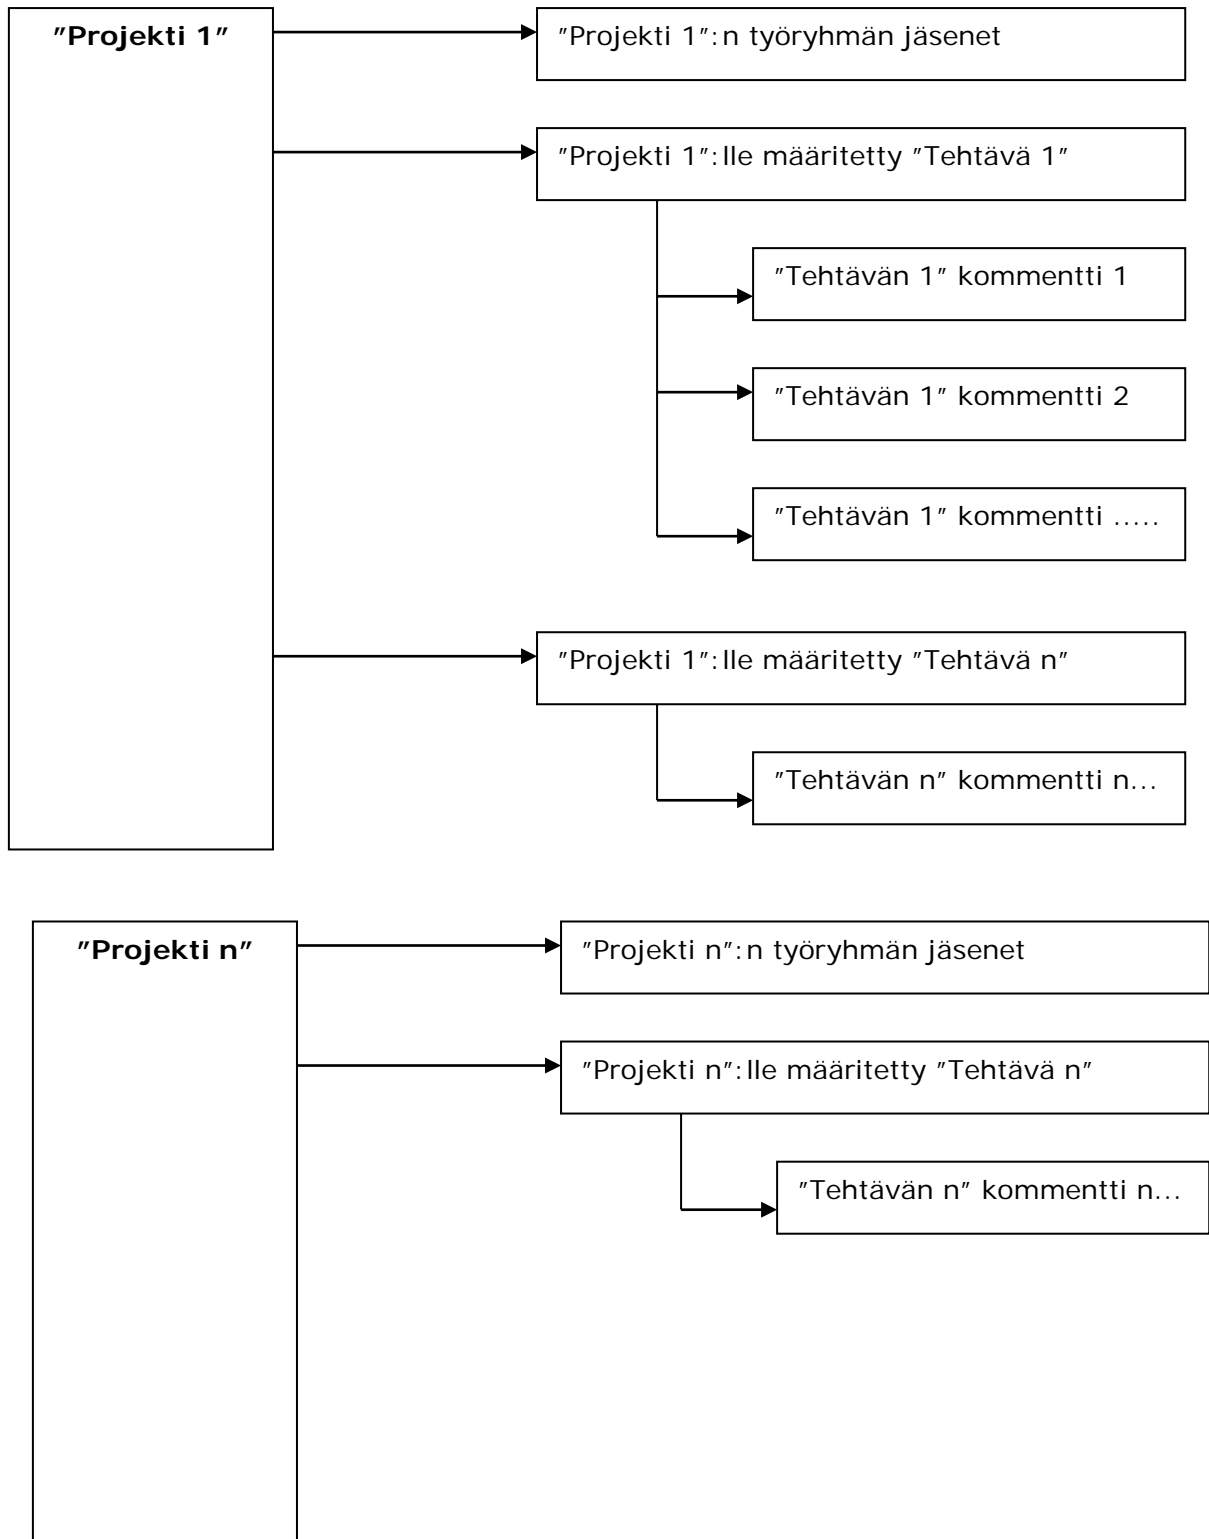 "Projekti 1"
"Projekti 1":n työryhmän jäsenet
"Projekti 1":lle määritetty "Tehtävä 1"
"Tehtävän 1" kommentti 1
"Tehtävän 1" kommentti 2
"Tehtävän 1" kommentti .....
"Projekti 1":lle määritetty "Tehtävä n"
"Tehtävän n" kommentti n...
"Projekti n"
"Projekti n":n työryhmän jäsenet
"Projekti n":lle määritetty "Tehtävä n"
"Tehtävän n" kommentti n...